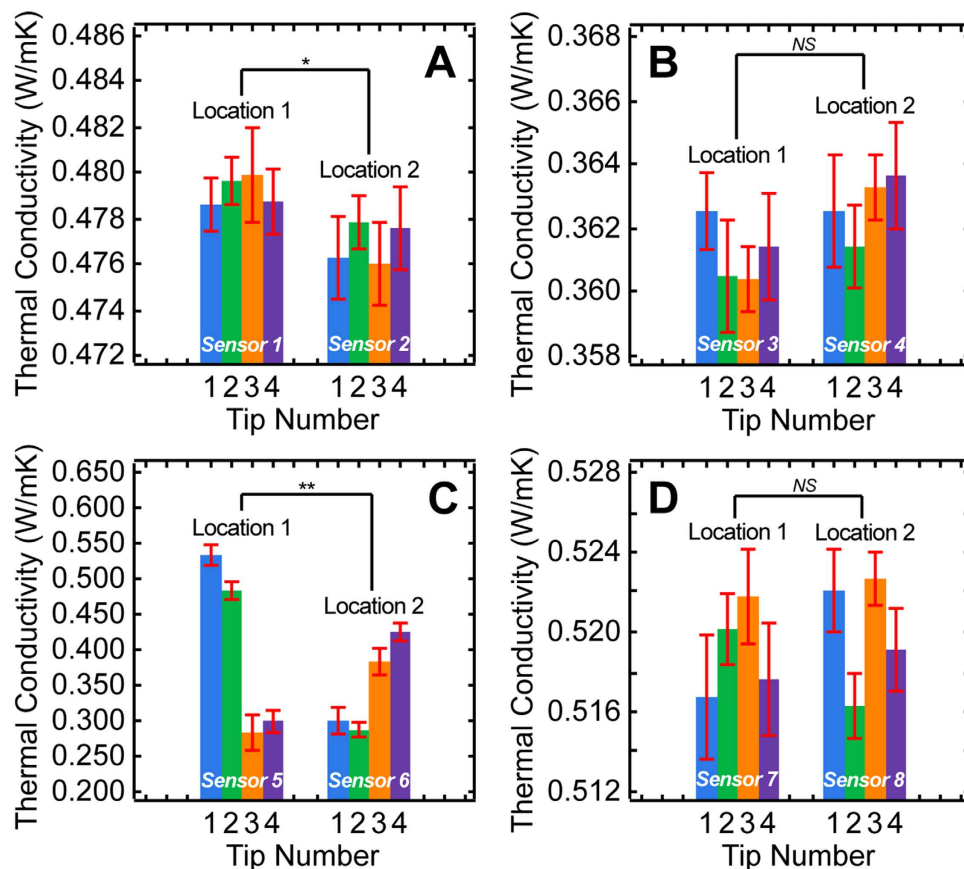 Thermal Conductivity (W/mK)
0.486
0.484
0.482
0.480
0.478
0.476
0.474
0.472
A
*
Location 1
Location 2
Sensor 1
Sensor 2
1 2 3 4
1 2 3 4
Tip Number
Thermal Conductivity (W/mK)
0.368
0.366
0.364
0.362
0.360
0.358
B
NS
Location 1
Location 2
Sensor 3
Sensor 4
1 2 3 4
1 2 3 4
Tip Number
Thermal Conductivity (W/mK)
0.650
0.550
0.500
0.450
0.400
0.300
0.250
0.200
C
**
Location 1
Location 2
Sensor 5
Sensor 6
1 2 3 4
1 2 3 4
Tip Number
Thermal Conductivity (W/mK)
0.528
0.524
0.520
0.516
0.512
D
NS
Location 1
Location 2
Sensor 7
Sensor 8
1 2 3 4
1 2 3 4
Tip Number